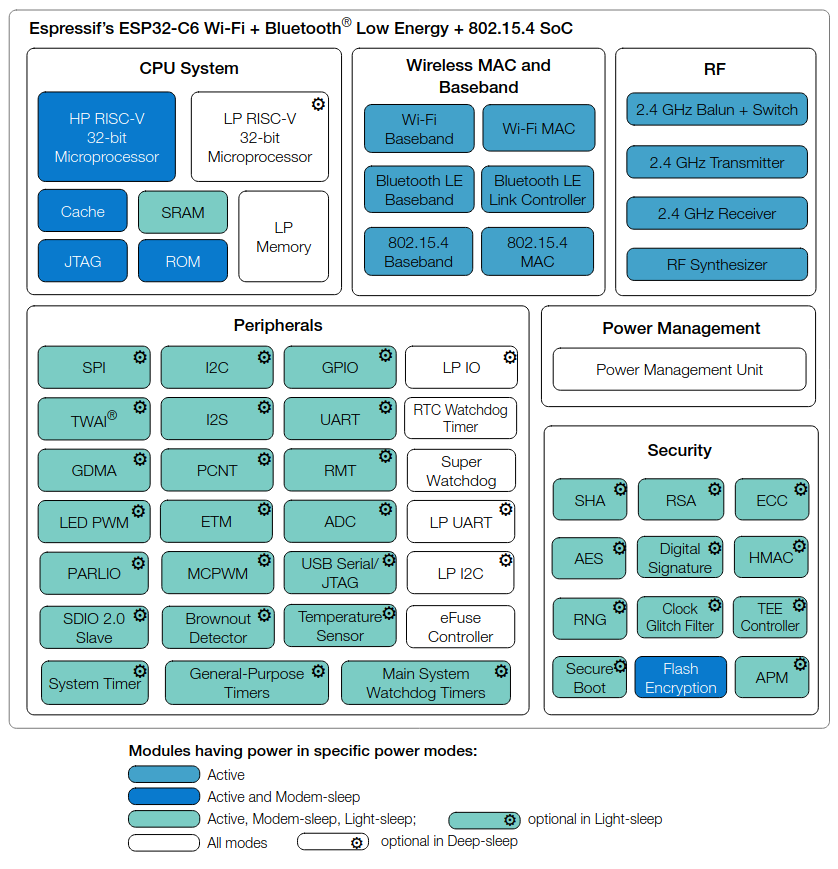 Espressif's ESP32-C6 Wi-Fi + Bluetooth® Low Energy + 802.15.4 SoC
CPU System
HP RISC-V
32-bit
Microprocessor
LP RISC-V
32-bit
Microprocessor
Cache
SRAM
LP
Memory
JTAG
ROM
Wireless MAC and
Baseband
Wi-Fi
Baseband
Wi-Fi MAC
Bluetooth LE
Baseband
Bluetooth LE
Link Controller
802.15.4
Baseband
802.15.4
MAC
RF
2.4 GHz Balun + Switch
2.4 GHz Transmitter
2.4 GHz Receiver
RF Synthesizer
Peripherals
SPI
I2C
GPIO
LP IO
TWAI®
I2S
UART
RTC Watchdog
Timer
GDMA
PCNT
RMT
Super
Watchdog
LED PWM
ETM
ADC
LP UART
PARLIO
MCPWM
USB Serial/
JTAG
LP I2C
SDIO 2.0
Slave
Brownout
Detector
Temperature
Sensor
eFuse
Controller
System Timer
General-Purpose
Timers
Main System
Watchdog Timers
Power Management
Power Management Unit
Security
SHA
RSA
ECC
AES
Digital
Signature
HMAC
RNG
Clock
Glitch Filter
TEE
Controller
Secure
Boot
Flash
Encryption
APM
Modules having power in specific power modes:
Active
Active and Modem-sleep
Active, Modem-sleep, Light-sleep;
optional in Light-sleep
All modes
optional in Deep-sleep